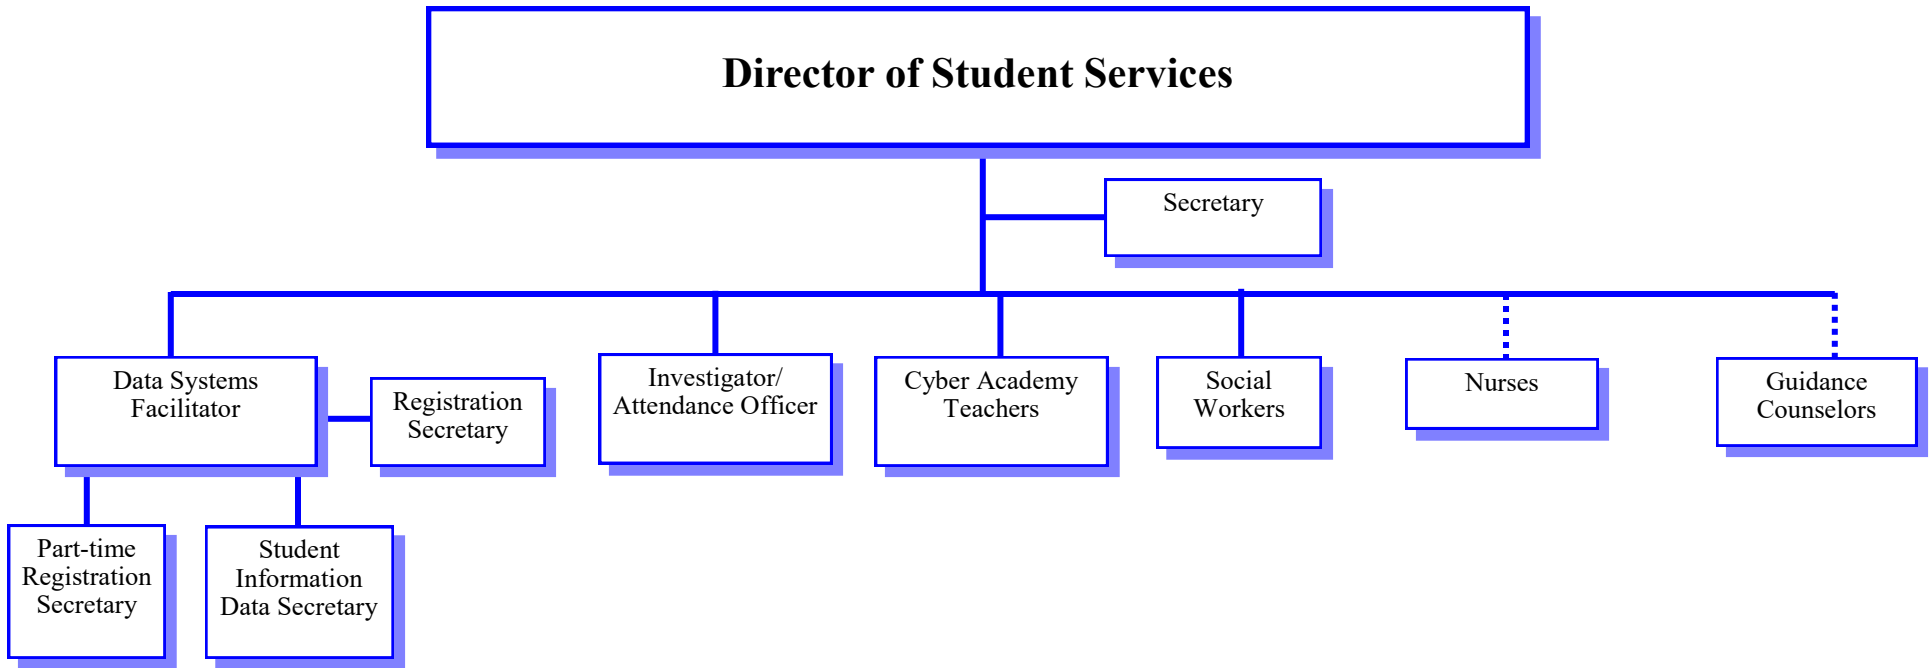 Director of Student Services
Secretary
Data Systems
Facilitator
Registration
Secretary
Investigator/
Attendance Officer
Cyber Academy
Teachers
Social
Workers
Nurses
Guidance
Counselors
Part-time
Registration
Secretary
Student
Information
Data Secretary